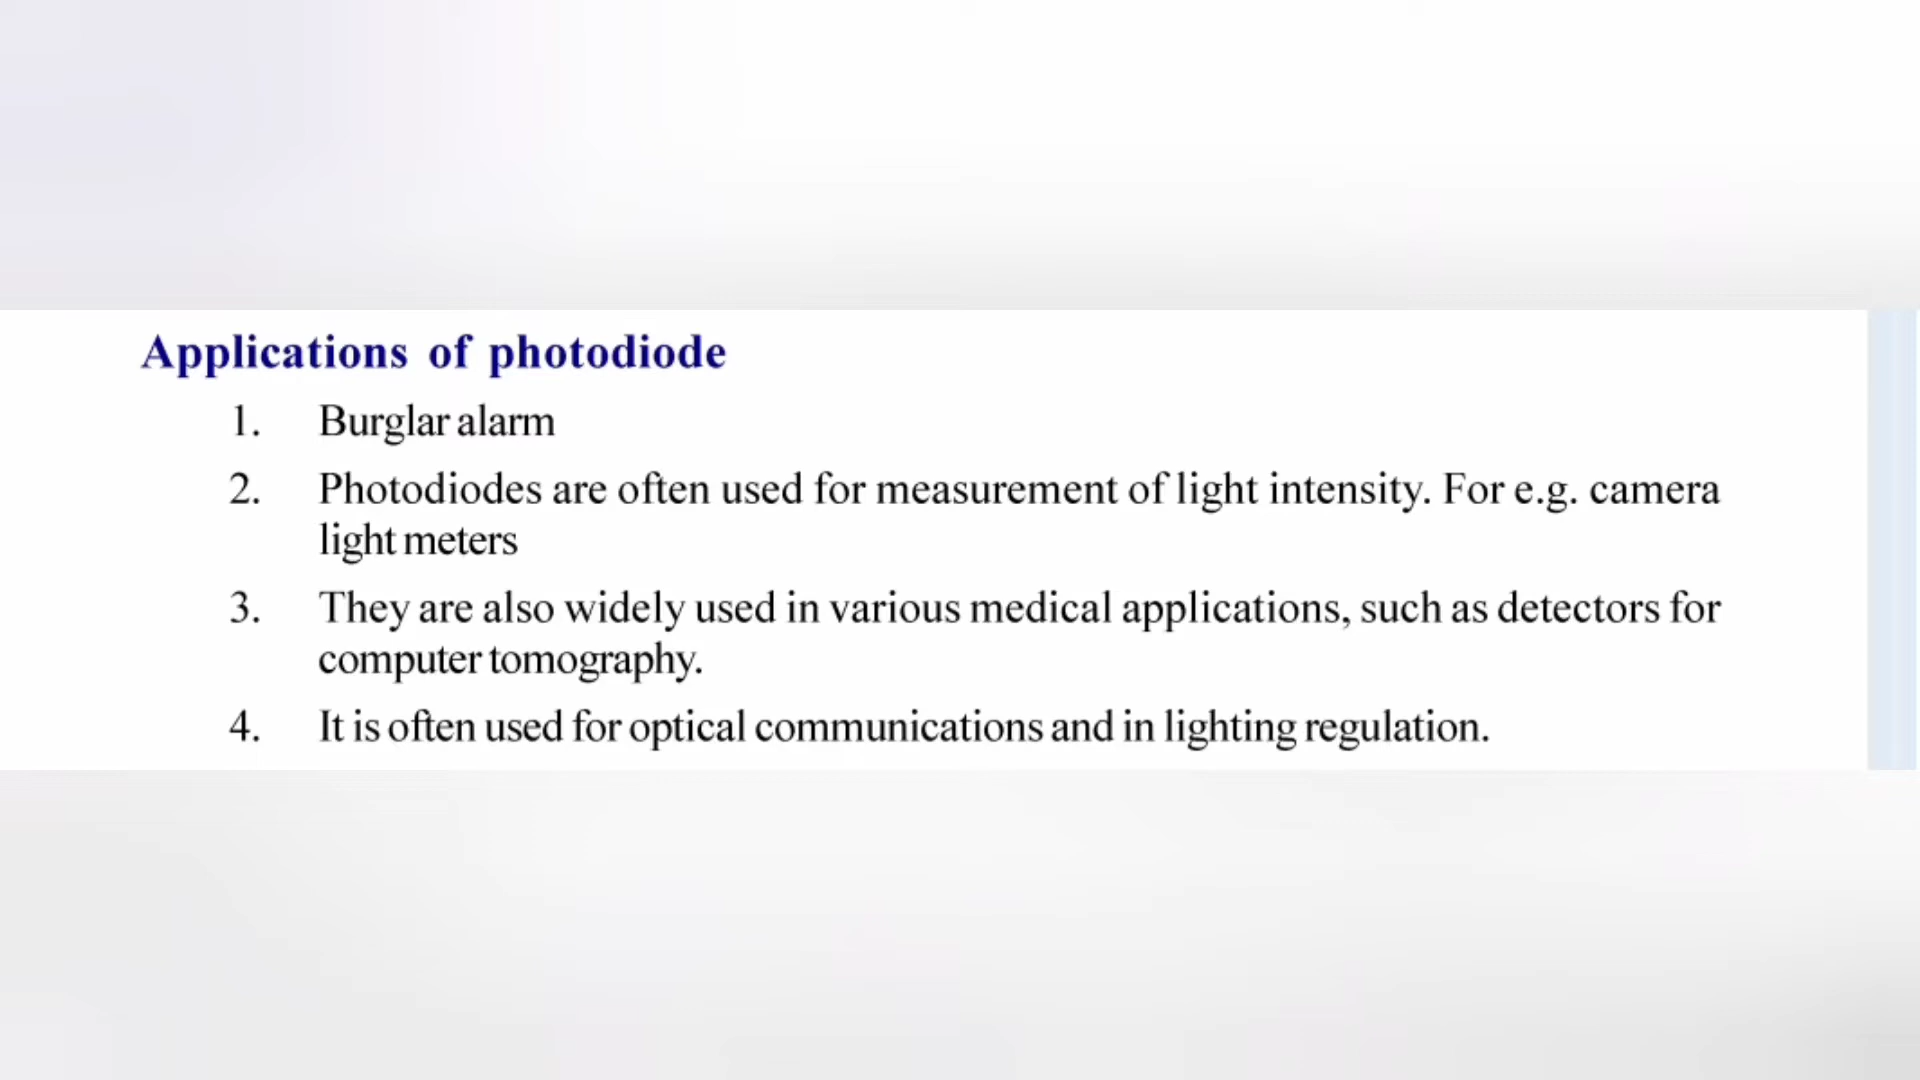 Applications of photodiode
1. Burglar alarm
2. Photodiodes are often used for measurement of light intensity. For e.g. camera
light meters
3. They are also widely used in various medical applications, such as detectors for
computer tomography.
4. It is often used for optical communications and in lighting regulation.